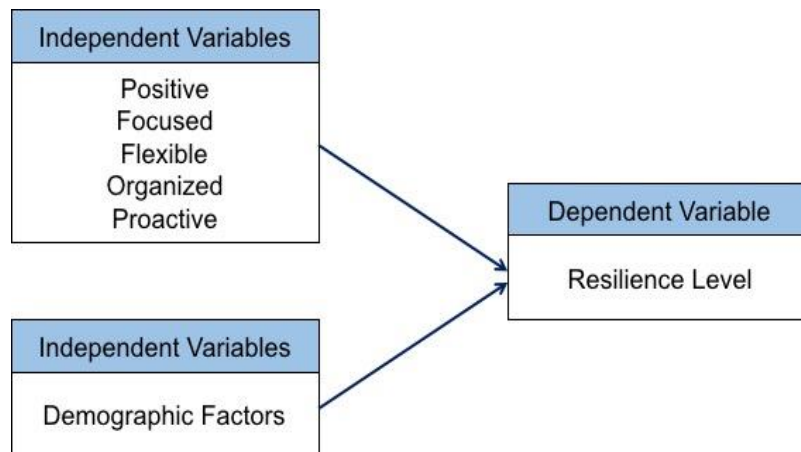 Independent Variables
Positive
Focused
Flexible
Organized
Proactive
Dependent Variable
Resilience Level
Independent Variables
Demographic Factors